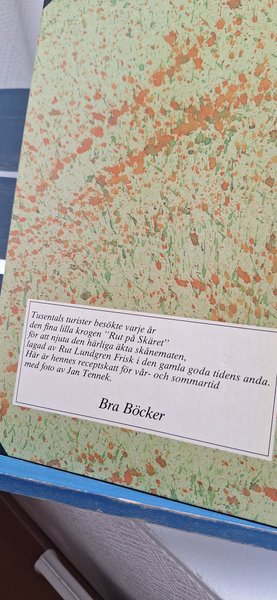 Tusentals turister besökte varje år
den fina lilla krogen "Rut på Skäret"
för att njuta den härliga äkta skånematen,
lagad av Rut Lundgren Frisk i den gamla goda tidens anda.
Här är hennes receptskatt för vår- och sommartid
med foto av Jan Tennek.
Bra Böcker